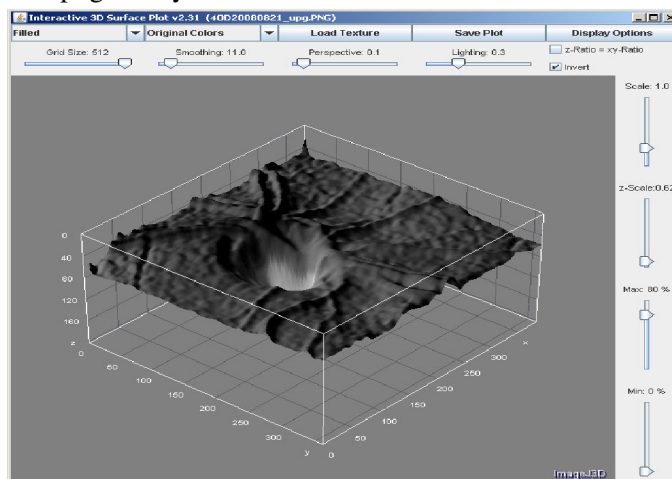 Interactive 3D Surface Plot v2.31 (40D20080821_upg.PNG)
Filled Original Colors Load Texture Save Plot Display Options
Grid Size: 512 Smoothing: 11.0 Perspective: 0.1 Lighting: 0.3 z-Ratio = xy-Ratio
Invert
Scale: 1.0
z-Scale:0.62
Max: 80 %
Min: 0 %
0
40
80
120
160
z
0
50
100
150
200
250
300
y
0
50
100
150
200
250
300
x
ImageJ3D